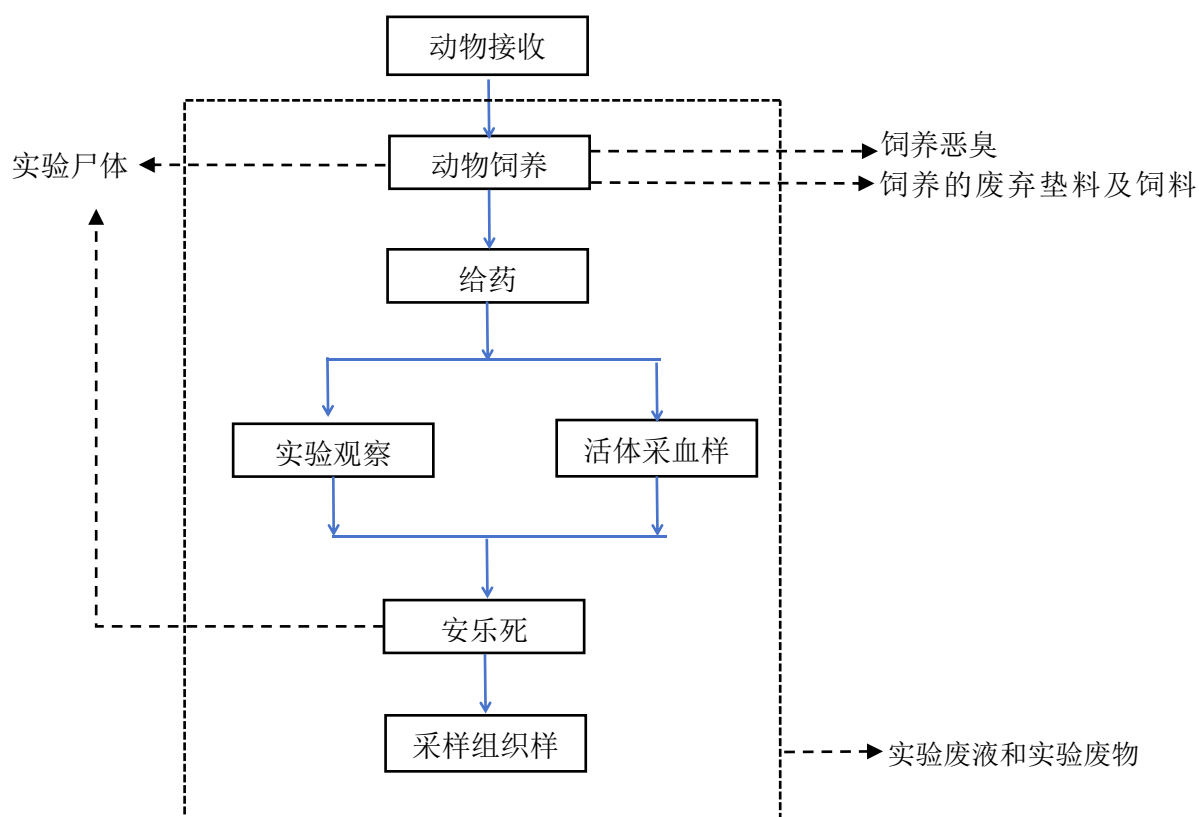 动物接收
饲养恶臭
实验尸体
动物饲养
饲养的废弃垫料及饲料
给药
实验观察
活体采血样
安乐死
采样组织样
实验废液和实验废物